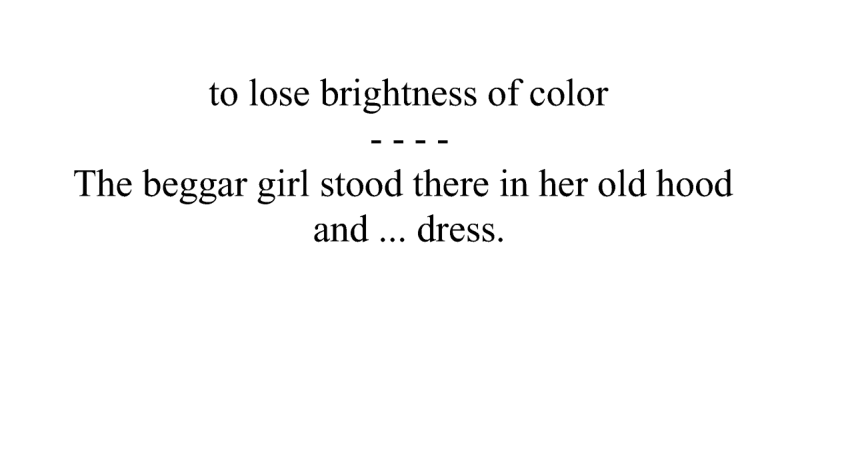 to lose brightness of color
- - - -
The beggar girl stood there in her old hood
and ... dress.